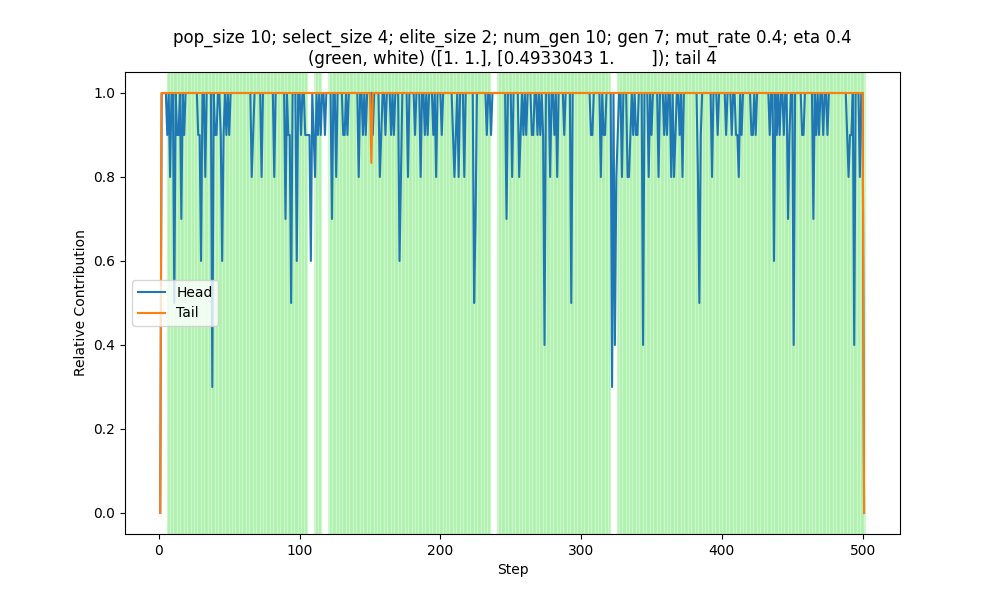 pop_size 10; select_size 4; elite_size 2; num_gen 10; gen 7; mut_rate 0.4; eta 0.4
(green, white) ([1. 1.], [0.4933043 1.        ]); tail 4
1.0
0.8
0.6
0.4
0.2
0.0
Relative Contribution
Head
Tail
0
100
200
300
400
500
Step